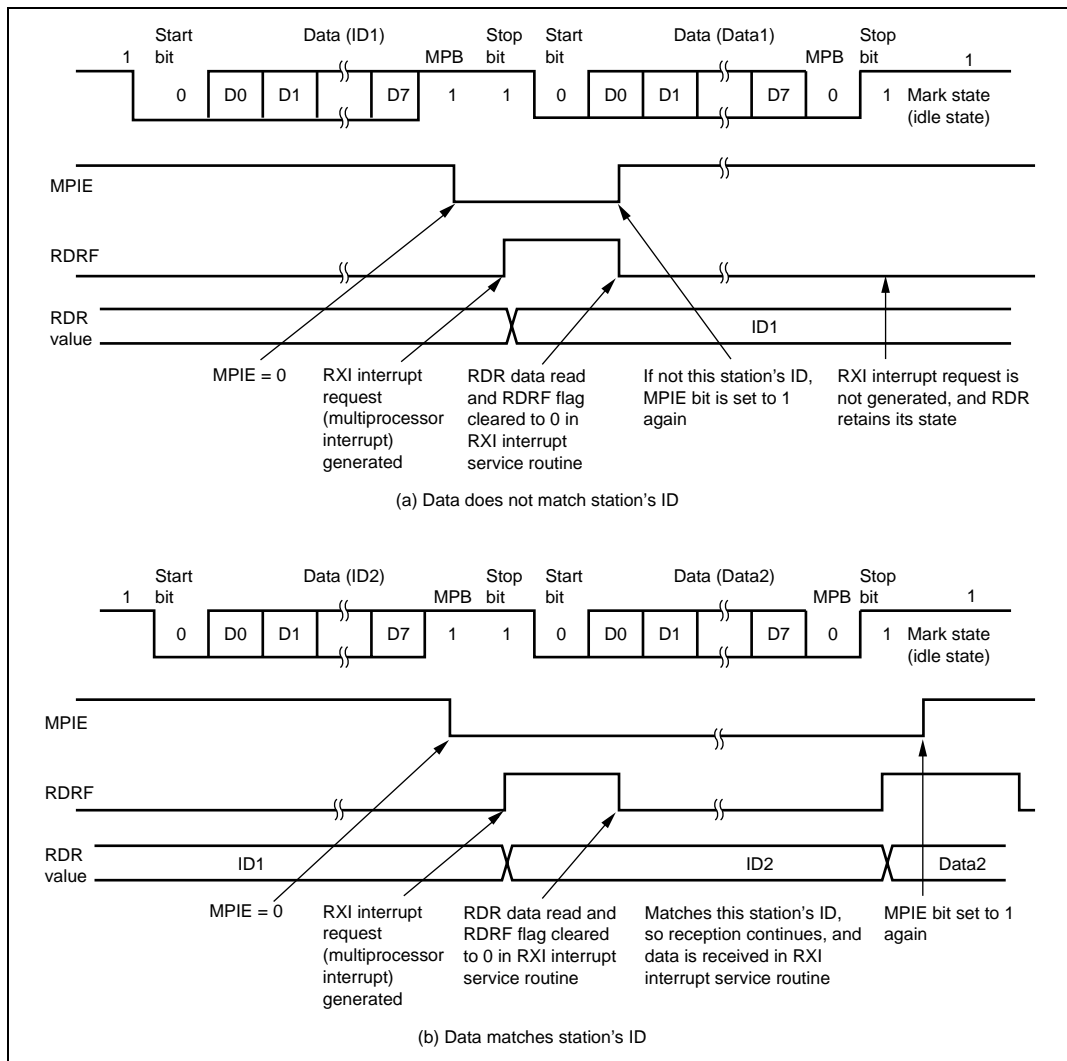 Start bit Data (ID1) MPB Stop bit Start bit Data (Data1) MPB Stop bit
1 0 D0 D1 D7 1 1 0 D0 D1 D7 0 1 1
Mark state
(idle state)
MPIE
RDRF
RDR
value
ID1
MPIE = 0
RXI interrupt
request
(multiprocessor
interrupt)
generated
RDR data read
and RDRF flag
cleared to 0 in
RXI interrupt
service routine
If not this station's ID,
MPIE bit is set to 1
again
RXI interrupt request is
not generated, and RDR
retains its state
(a) Data does not match station's ID
Start bit Data (ID2) MPB Stop bit Start bit Data (Data2) MPB Stop bit
1 0 D0 D1 D7 1 1 0 D0 D1 D7 0 1 1
Mark state
(idle state)
MPIE
RDRF
RDR
value
ID1 ID2 Data2
MPIE = 0
RXI interrupt
request
(multiprocessor
interrupt)
generated
RDR data read and
RDRF flag cleared
to 0 in RXI interrupt
service routine
Matches this station's ID,
so reception continues, and
data is received in RXI
interrupt service routine
MPIE bit set to 1
again
(b) Data matches station's ID